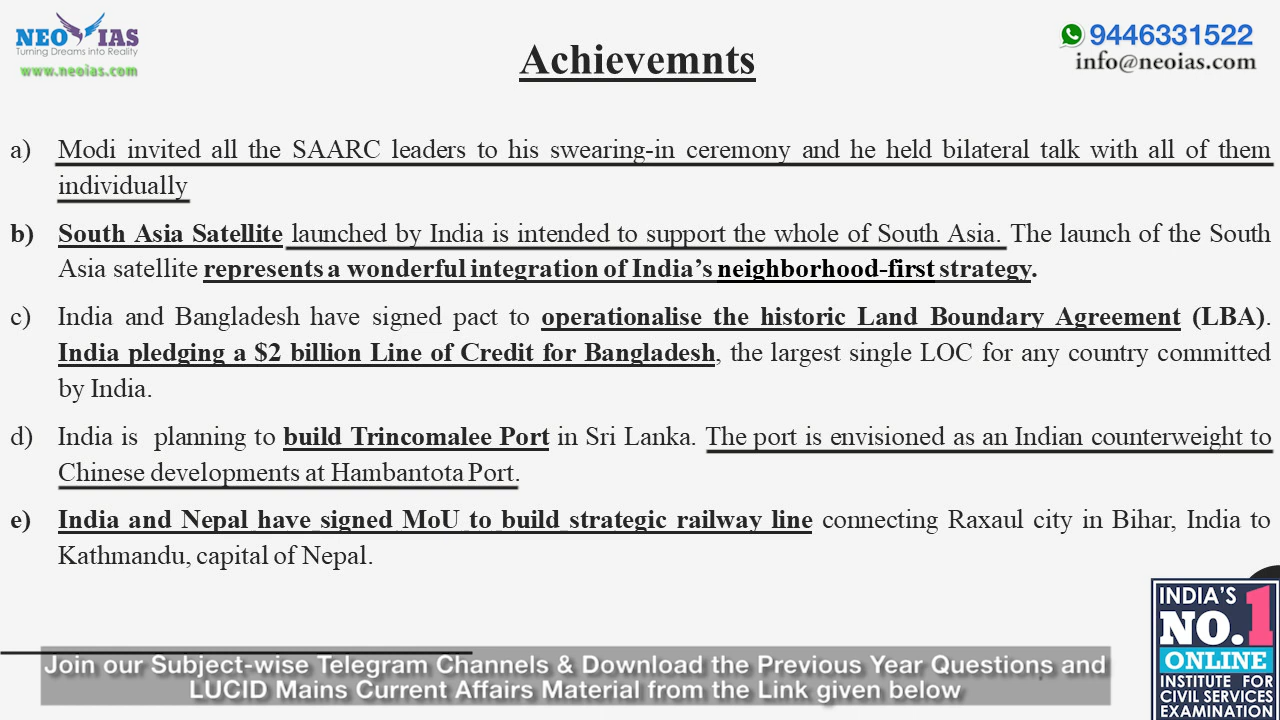 NEO IAS
Turning Dreams into Reality
www.neoias.com
Achievemnts
9446331522
info@neoias.com
a) Modi invited all the SAARC leaders to his swearing-in ceremony and he held bilateral talk with all of them
individually
b) South Asia Satellite launched by India is intended to support the whole of South Asia. The launch of the South
Asia satellite represents a wonderful integration of India's neighborhood-first strategy.
c) India and Bangladesh have signed pact to operationalise the historic Land Boundary Agreement (LBA).
India pledging a $2 billion Line of Credit for Bangladesh, the largest single LOC for any country committed
by India.
d) India is planning to build Trincomalee Port in Sri Lanka. The port is envisioned as an Indian counterweight to
Chinese developments at Hambantota Port.
e) India and Nepal have signed MoU to build strategic railway line connecting Raxaul city in Bihar, India to
Kathmandu, capital of Nepal.
Join our Subject-wise Telegram Channels & Download the Previous Year Questions and
LUCID Mains Current Affairs Material from the Link given below
INDIA'S
NO.1
ONLINE
INSTITUTE FOR
CIVIL SERVICES
EXAMINATION